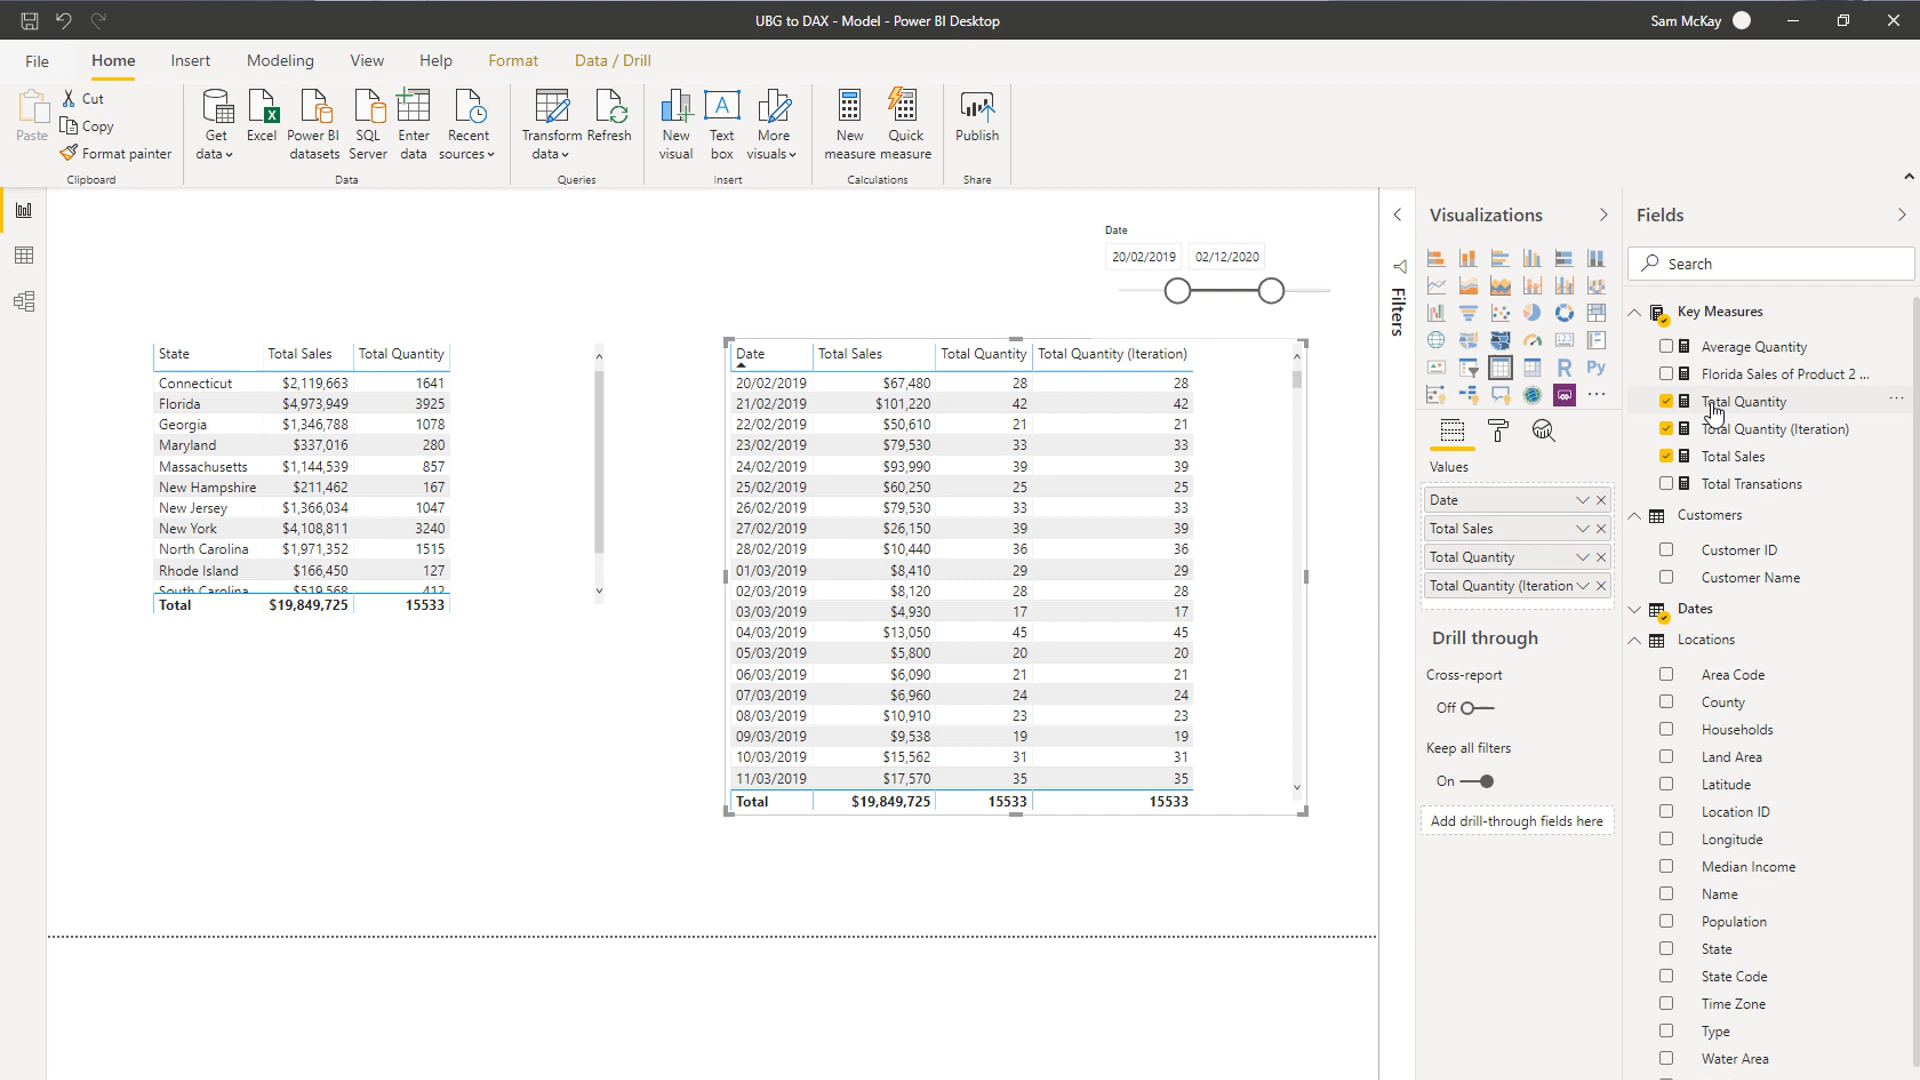 UBG to DAX - Model - Power BI Desktop
Sam McKay
File Home Insert Modeling View Help Format Data / Drill
Paste
Cut
Copy
Format painter
Clipboard
Get data
Excel
Power BI datasets
SQL Server
Enter data
Recent sources
Data
Transform data
Refresh
Queries
New visual
Text box
More visuals
Insert
New measure
Quick measure
Calculations
Publish
Share
Date
20/02/2019 02/12/2020
State Total Sales Total Quantity
Connecticut $2,119,663 1641
Florida $4,973,949 3925
Georgia $1,346,788 1078
Maryland $337,016 280
Massachusetts $1,144,539 857
New Hampshire $211,462 167
New Jersey $1,366,034 1047
New York $4,108,811 3240
North Carolina $1,971,352 1515
Rhode Island $166,450 127
South Carolina $519,568 412
Total $19,849,725 15533
Date Total Sales Total Quantity Total Quantity (Iteration)
20/02/2019 $67,480 28 28
21/02/2019 $101,220 42 42
22/02/2019 $50,610 21 21
23/02/2019 $79,530 33 33
24/02/2019 $93,990 39 39
25/02/2019 $60,250 25 25
26/02/2019 $79,530 33 33
27/02/2019 $26,150 39 39
28/02/2019 $10,440 36 36
01/03/2019 $8,410 29 29
02/03/2019 $8,120 28 28
03/03/2019 $4,930 17 17
04/03/2019 $13,050 45 45
05/03/2019 $5,800 20 20
06/03/2019 $6,090 21 21
07/03/2019 $6,960 24 24
08/03/2019 $10,910 23 23
09/03/2019 $9,538 19 19
10/03/2019 $15,562 31 31
11/03/2019 $17,570 35 35
Total $19,849,725 15533 15533
Filters
Visualizations
R Py
Values
Date
Total Sales
Total Quantity
Total Quantity (Iteration
Drill through
Cross-report
Off
Keep all filters
On
Add drill-through fields here
Fields
Search
Key Measures
Average Quantity
Florida Sales of Product 2 ...
Total Quantity
Total Quantity (Iteration)
Total Sales
Total Transations
Customers
Customer ID
Customer Name
Dates
Locations
Area Code
County
Households
Land Area
Latitude
Location ID
Longitude
Median Income
Name
Population
State
State Code
Time Zone
Type
Water Area